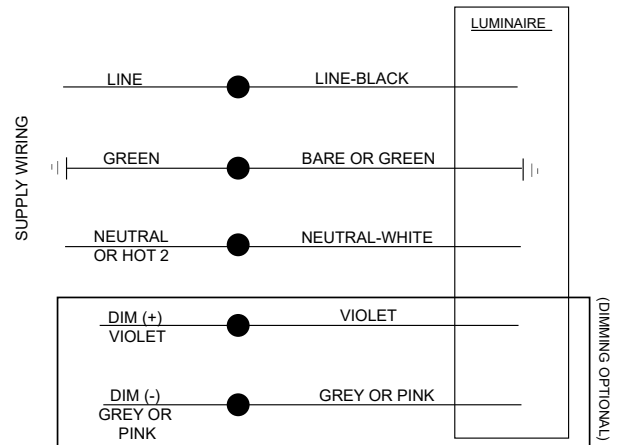 LUMINAIRE
SUPPLY WIRING
LINE
LINE-BLACK
GREEN
BARE OR GREEN
NEUTRAL
OR HOT 2
NEUTRAL-WHITE
DIM (+)
VIOLET
VIOLET
DIM (-)
GREY OR
PINK
GREY OR PINK
(DIMMING OPTIONAL)